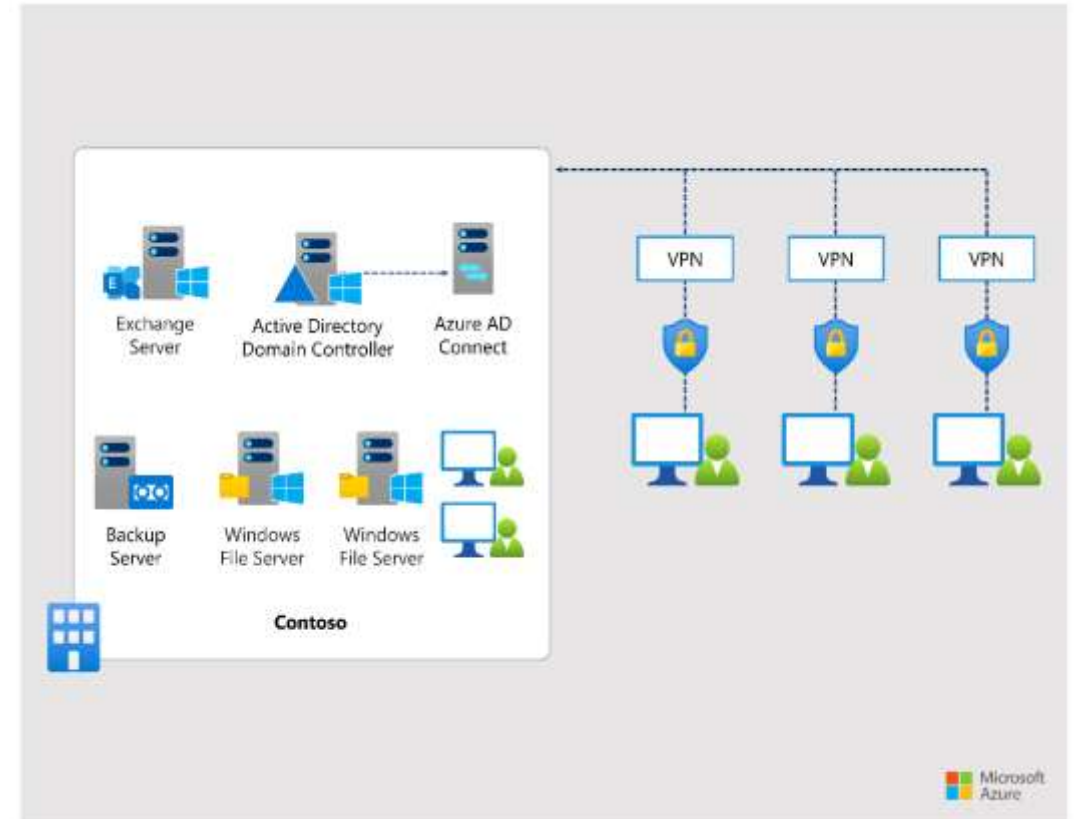 VPN
VPN
VPN
E
Exchange
Server
Active Directory
Domain Controller
Azure AD
Connect
Backup
Server
Windows
File Server
Windows
File Server
Contoso
Microsoft
Azure